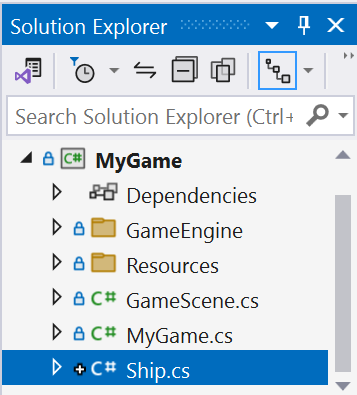 Solution Explorer
Search Solution Explorer (Ctrl+
C# MyGame
Dependencies
GameEngine
Resources
C# GameScene.cs
C# MyGame.cs
C# Ship.cs